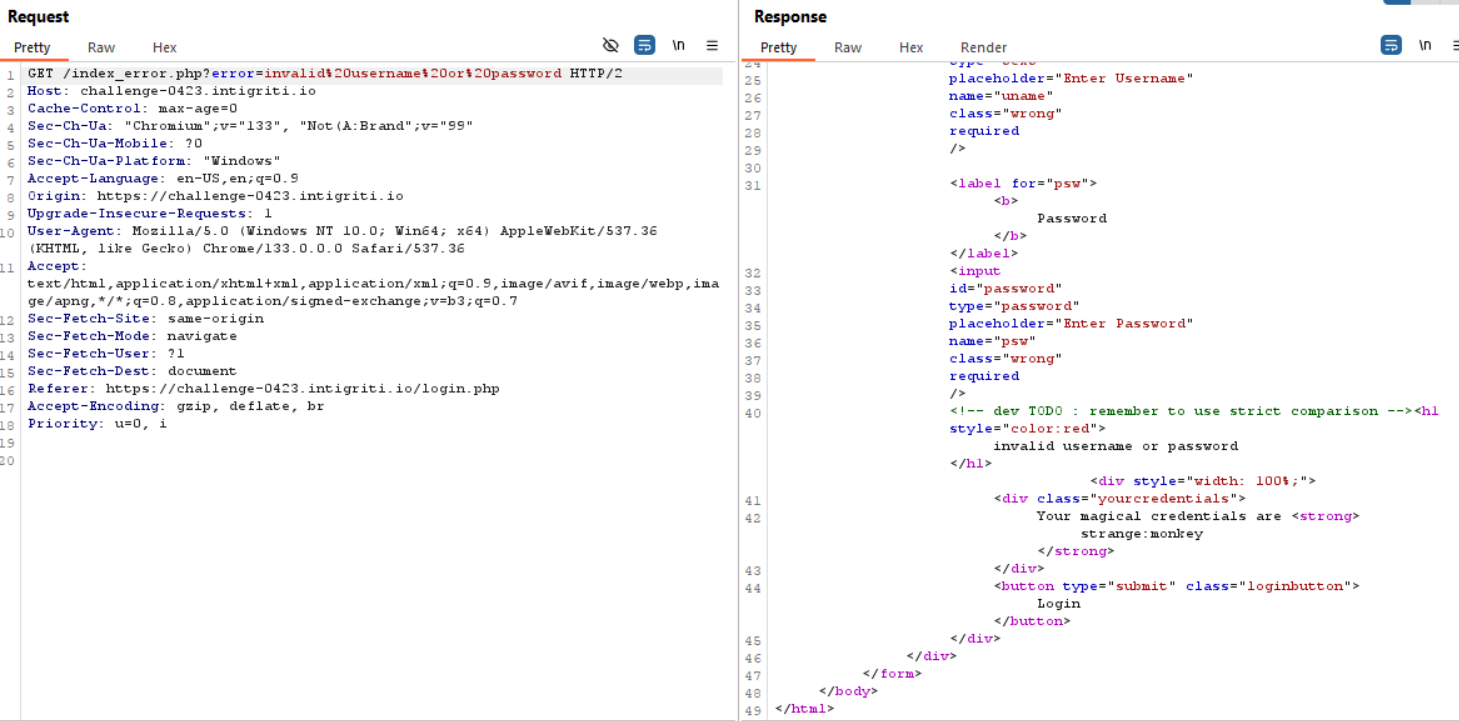 Request
Pretty Raw Hex
\n
1 GET /index_error.php?error=invalid%20username%20or%20password HTTP/2
2 Host: challenge-0423.intigriti.io
3 Cache-Control: max-age=0
4 Sec-Ch-Ua: "Chromium";v="133", "Not(A:Brand";v="99"
5 Sec-Ch-Ua-Mobile: ?0
6 Sec-Ch-Ua-Platform: "Windows"
7 Accept-Language: en-US,en;q=0.9
8 Origin: https://challenge-0423.intigriti.io
9 Upgrade-Insecure-Requests: 1
10 User-Agent: Mozilla/5.0 (Windows NT 10.0; Win64; x64) AppleWebKit/537.36
(KHTML, like Gecko) Chrome/133.0.0.0 Safari/537.36
11 Accept:
text/html,application/xhtml+xml,application/xml;q=0.9,image/avif,image/webp,ima
ge/apng,*/*;q=0.8,application/signed-exchange;v=b3;q=0.7
12 Sec-Fetch-Site: same-origin
13 Sec-Fetch-Mode: navigate
14 Sec-Fetch-User: ?1
15 Sec-Fetch-Dest: document
16 Referer: https://challenge-0423.intigriti.io/login.php
17 Accept-Encoding: gzip, deflate, br
18 Priority: u=0, i
19
20
Response
Pretty Raw Hex Render
\n
24 type="text"
25 placeholder="Enter Username"
26 name="uname"
27 class="wrong"
28 required
29 />
30
31 <label for="psw">
<b>
Password
</b>
</label>
32 <input
33 id="password"
34 type="password"
35 placeholder="Enter Password"
36 name="psw"
37 class="wrong"
38 required
39 />
40 <!-- dev TODO : remember to use strict comparison --><h1
style="color:red">
invalid username or password
</h1>
<div style="width: 100%;">
41 <div class="yourcredentials">
42 Your magical credentials are <strong>
strange:monkey
</strong>
43 </div>
44 <button type="submit" class="loginbutton">
Login
</button>
45 </div>
46 </div>
47 </form>
48 </body>
49 </html>